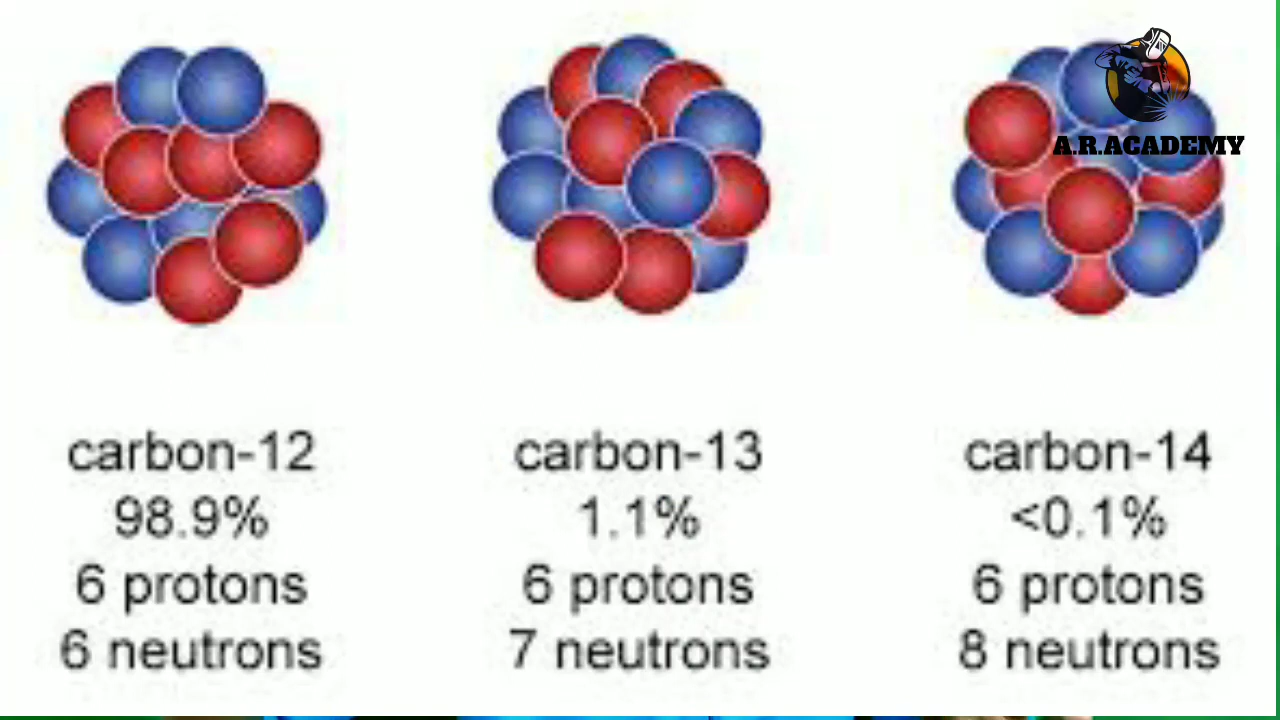 A.R.ACADEMY
carbon-12
98.9%
6 protons
6 neutrons
carbon-13
1.1%
6 protons
7 neutrons
carbon-14
<0.1%
6 protons
8 neutrons